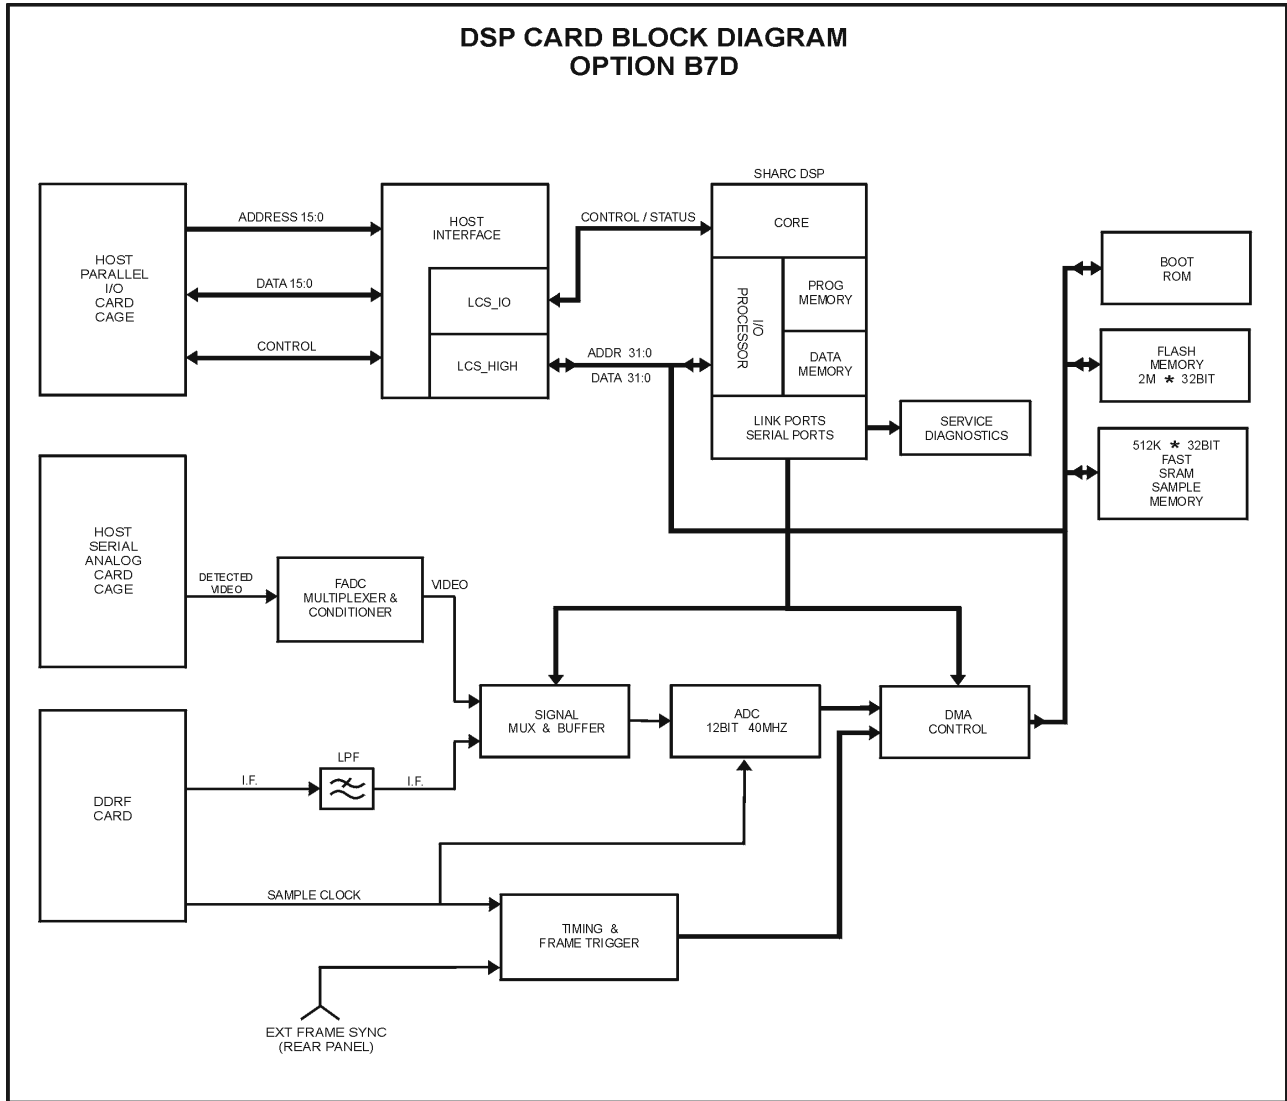 DSP CARD BLOCK DIAGRAM
OPTION B7D
SHARC DSP
HOST
PARALLEL
I/O
CARD
CAGE
ADDRESS 15:0
DATA 15:0
CONTROL
HOST
INTERFACE
LCS_IO
LCS_HIGH
CONTROL / STATUS
ADDR 31:0
DATA 31:0
CORE
I/O
PROCESSOR
PROG
MEMORY
DATA
MEMORY
LINK PORTS
SERIAL PORTS
SERVICE
DIAGNOSTICS
BOOT
ROM
FLASH
MEMORY
2M * 32BIT
512K * 32BIT
FAST
SRAM
SAMPLE
MEMORY
HOST
SERIAL
ANALOG
CARD
CAGE
DETECTED
VIDEO
FADC
MULTIPLEXER &
CONDITIONER
VIDEO
SIGNAL
MUX & BUFFER
ADC
12BIT 40MHZ
DMA
CONTROL
DDRF
CARD
I.F.
LPF
I.F.
SAMPLE CLOCK
TIMING &
FRAME TRIGGER
EXT FRAME SYNC
(REAR PANEL)